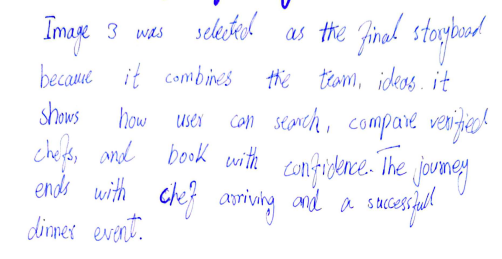 Image 3 was selected as the final storyboad
because it combines the team, ideas. it
shows how user can search, compare verified
chefs, and book with confidence. The journey
ends with chef arriving and a successfull
dinner event.